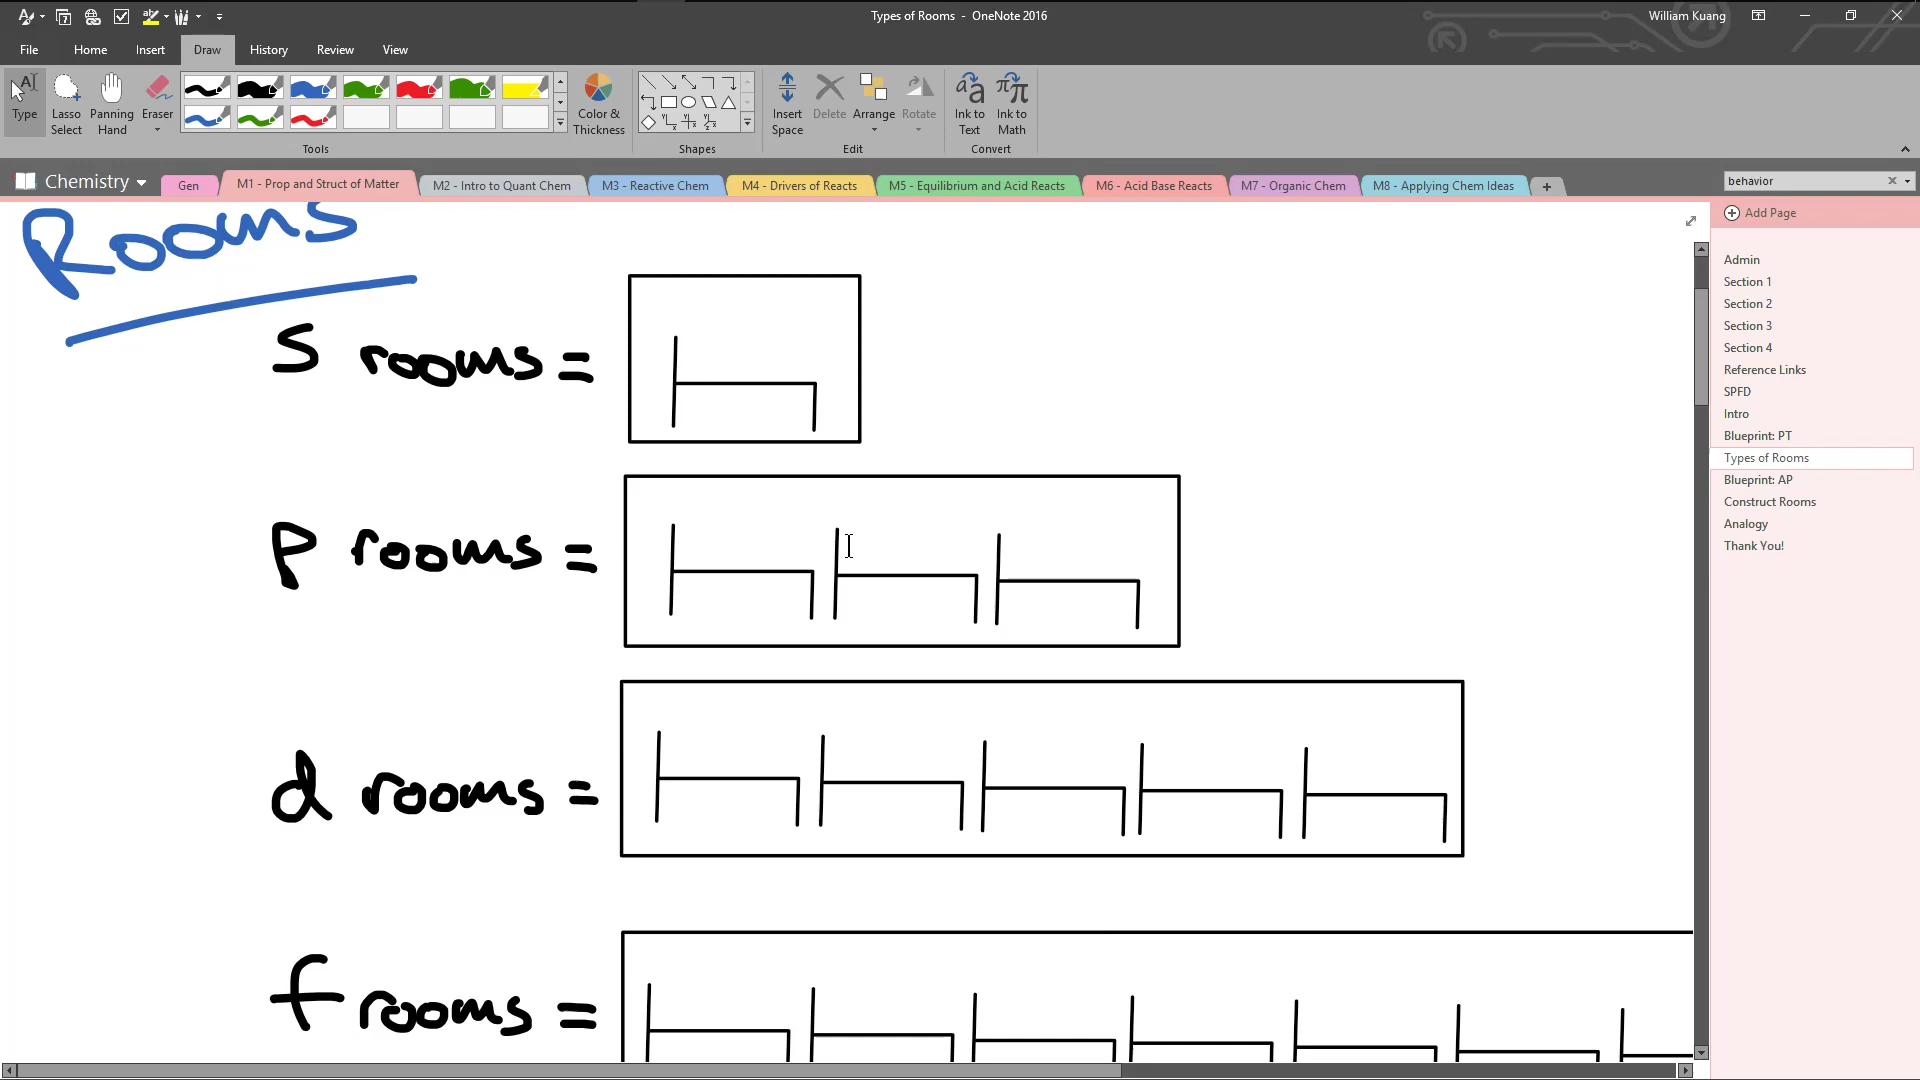 Types of Rooms - OneNote 2016
William Kuang
File
Home
Insert
Draw
History
Review
View
Type
Lasso Select
Panning Hand
Eraser
Color & Thickness
Insert Space
Delete
Arrange
Rotate
Ink to Text
Ink to Math
Tools
Shapes
Edit
Convert
Chemistry
Gen
M1 - Prop and Struct of Matter
M2 - Intro to Quant Chem
M3 - Reactive Chem
M4 - Drivers of Reacts
M5 - Equilibrium and Acid Reacts
M6 - Acid Base Reacts
M7 - Organic Chem
M8 - Applying Chem Ideas
behavior
Add Page
Admin
Section 1
Section 2
Section 3
Section 4
Reference Links
SPFD
Intro
Blueprint: PT
Types of Rooms
Blueprint: AP
Construct Rooms
Analogy
Thank You!
Rooms
S rooms =
P rooms =
d rooms =
f rooms =